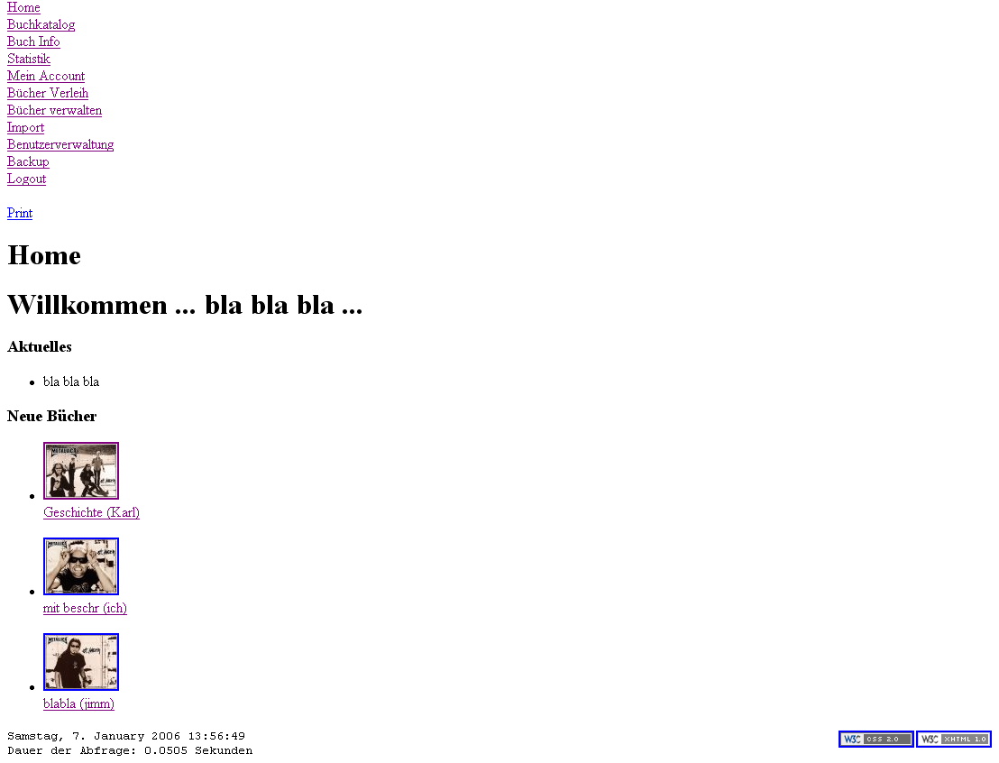 Home
Buchkatalog
Buch Info
Statistik
Mein Account
Bücher Verleih
Bücher verwalten
Import
Benutzerverwaltung
Backup
Logout
Print
Home
Willkommen ... bla bla bla ...
Aktuelles
bla bla bla
Neue Bücher
METALLICA
Geschichte (Karl)
METALLICA
mit beschr (ich)
METALLICA
blabla (jimm)
Samstag, 7. January 2006 13:56:49
W3C CSS 2.0 W3C XHTML 1.0
Dauer der Abfrage: 0.0505 Sekunden